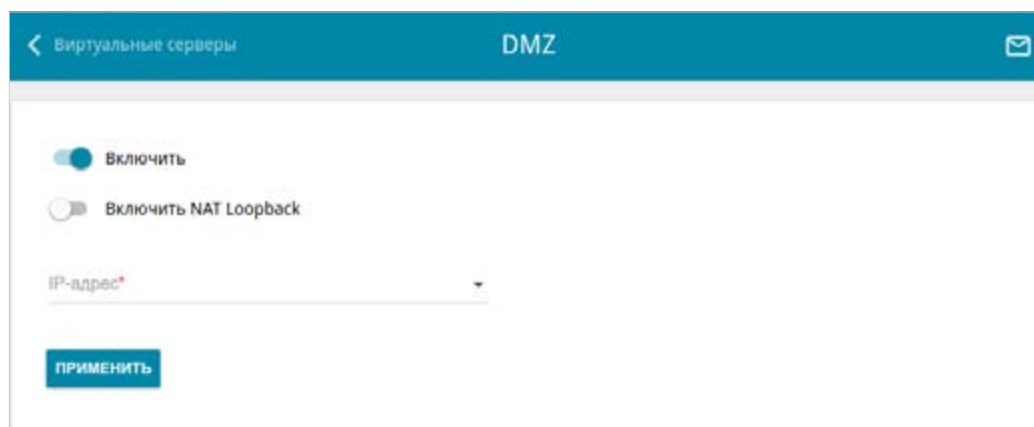 Виртуальные серверы
DMZ
Включить
Включить NAT Loopback
IP-адрес*
ПРИМЕНИТЬ